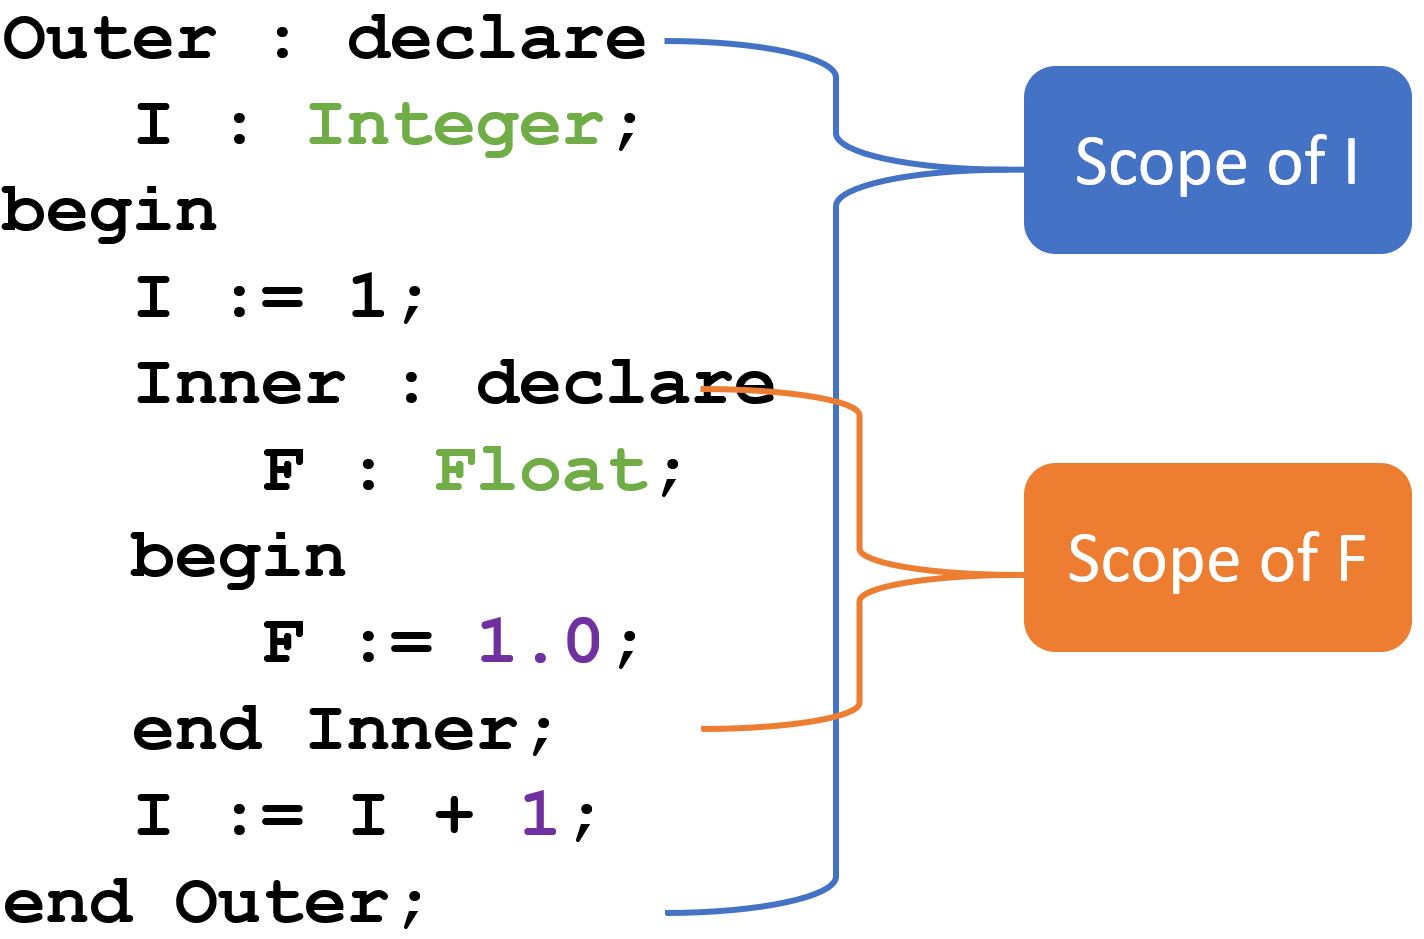 Outer : declare
I : Integer;
begin
I := 1;
Inner : declare
F : Float;
begin
F := 1.0;
end Inner;
I := I + 1;
end Outer;
Scope of I
Scope of F